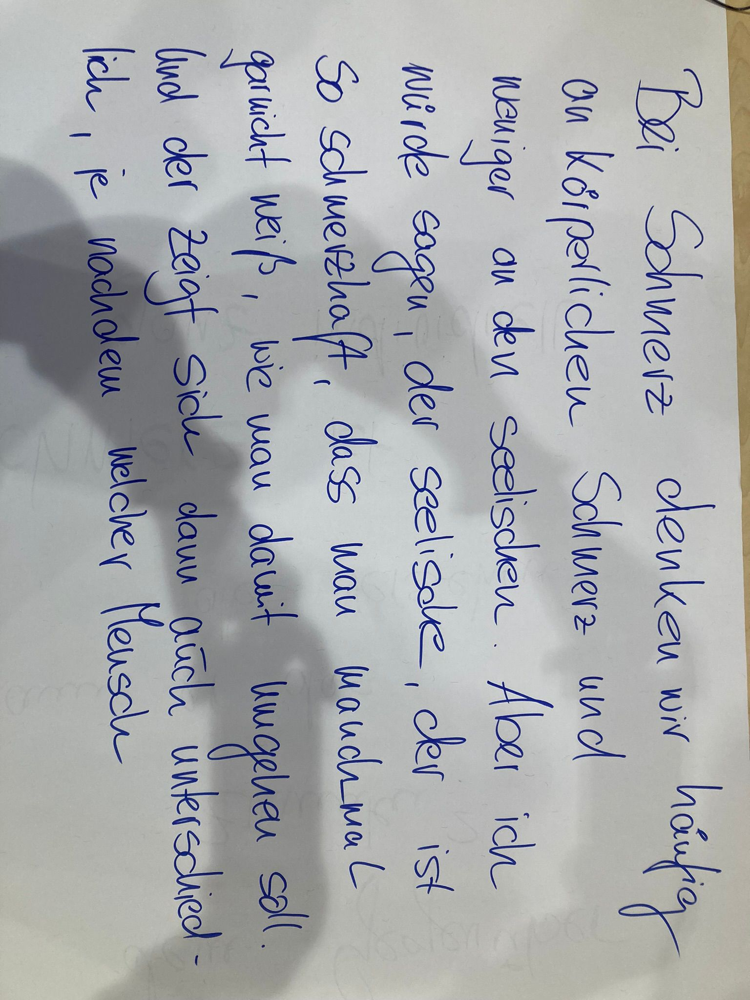 Bei Schmerz denken wir häufig
an körperlichen Schmerz und
weniger an den seelischen. Aber ich
würde sagen, der seelische, der ist
so schmerzhaft, dass man manchmal
garnicht weiß, wie man damit umgehen soll.
Und der zeigt sich dann auch unterschied-
lich, je nachdem welcher Mensch